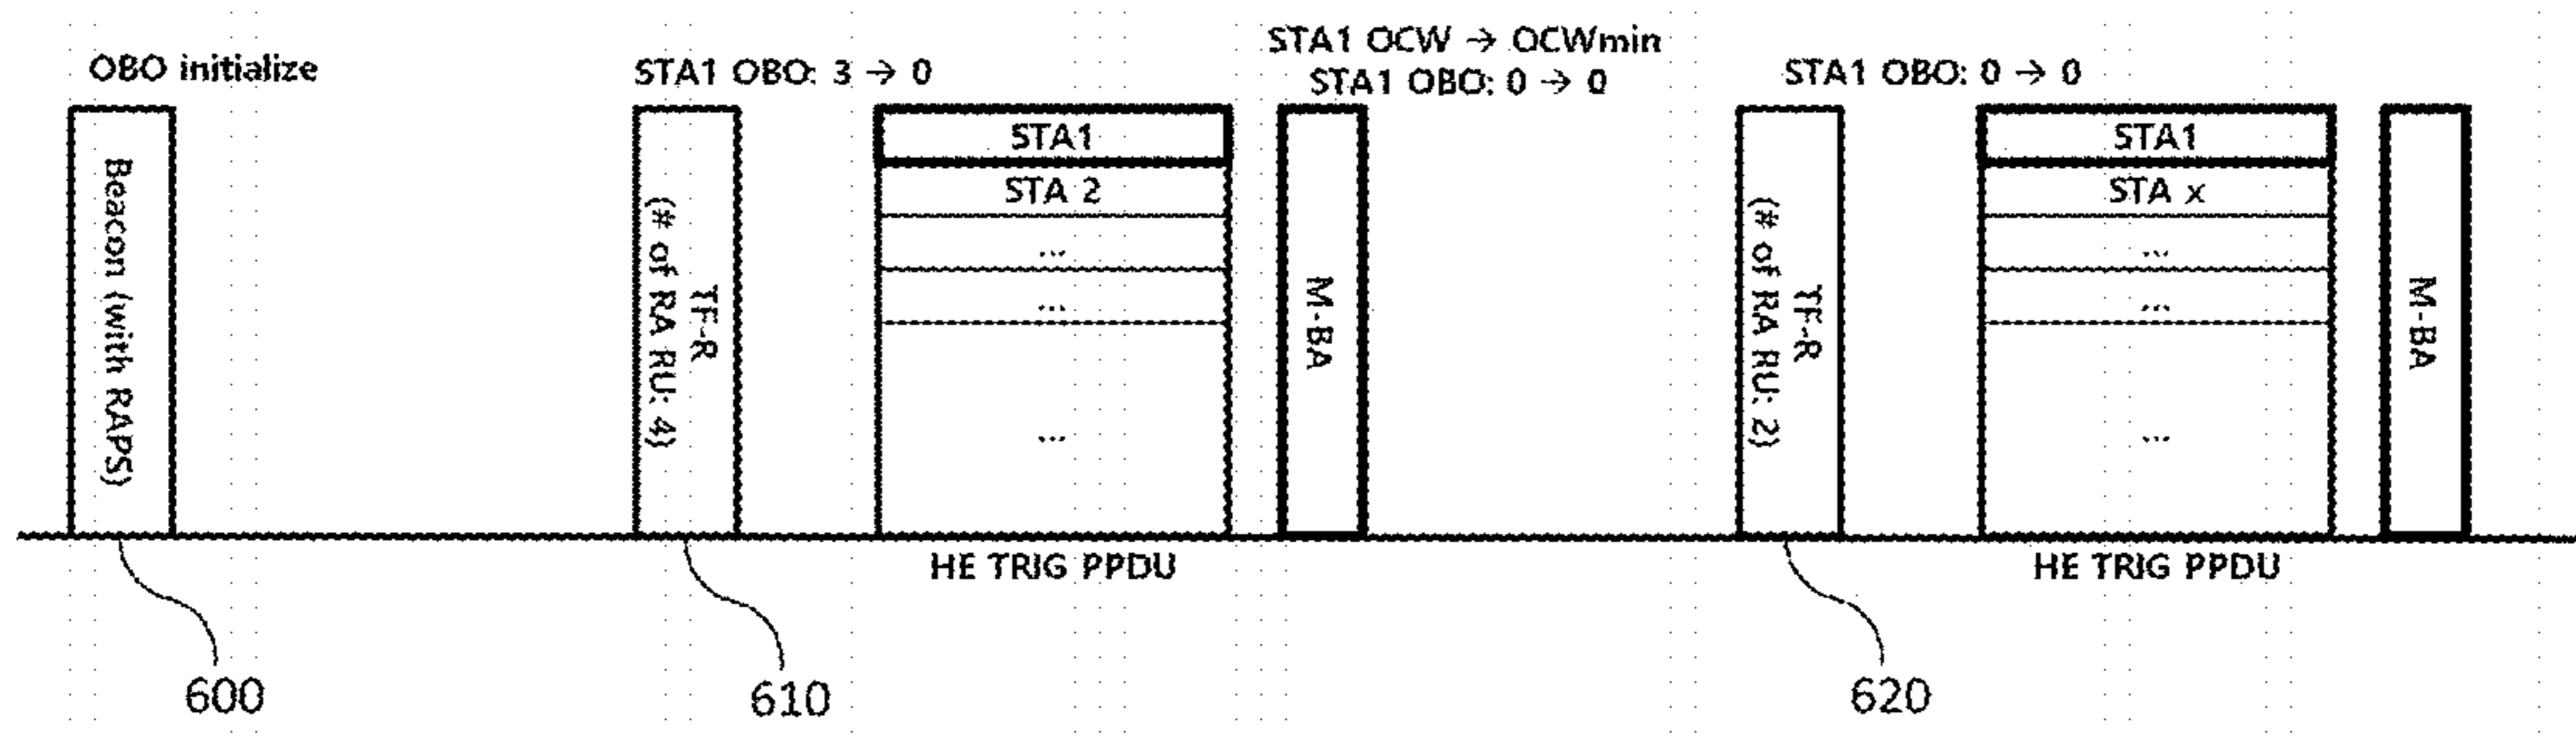 OBO initialize
Beacon (with RAPS)
600
STA1 OBO: 3 → 0
TF-R
(# of RA RU: 4)
610
STA1
STA 2
...
...
...
HE TRIG PPDU
STA1 OCW → OCWmin
STA1 OBO: 0 → 0
M-BA
STA1 OBO: 0 → 0
TF-R
(# of RA RU: 2)
620
STA1
STA x
...
...
...
HE TRIG PPDU
M-BA